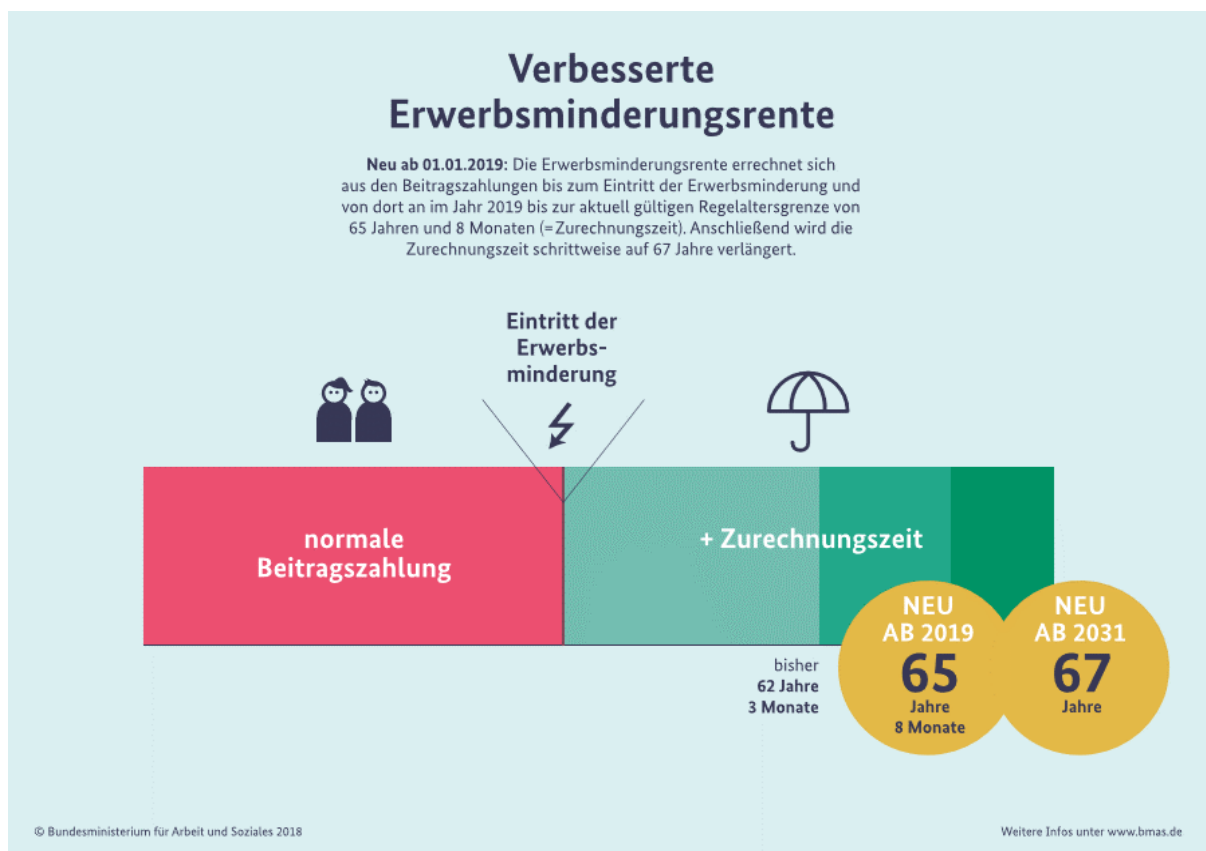 Verbesserte
Erwerbsminderungsrente
Neu ab 01.01.2019: Die Erwerbsminderungsrente errechnet sich
aus den Beitragszahlungen bis zum Eintritt der Erwerbsminderung und
von dort an im Jahr 2019 bis zur aktuell gültigen Regelaltersgrenze von
65 Jahren und 8 Monaten (=Zurechnungszeit). Anschließend wird die
Zurechnungszeit schrittweise auf 67 Jahre verlängert.
Eintritt der
Erwerbs-
minderung
normale
Beitragszahlung
+ Zurechnungszeit
bisher
62 Jahre
3 Monate
NEU
AB 2019
65
Jahre
8 Monate
NEU
AB 2031
67
Jahre
© Bundesministerium für Arbeit und Soziales 2018
Weitere Infos unter www.bmas.de